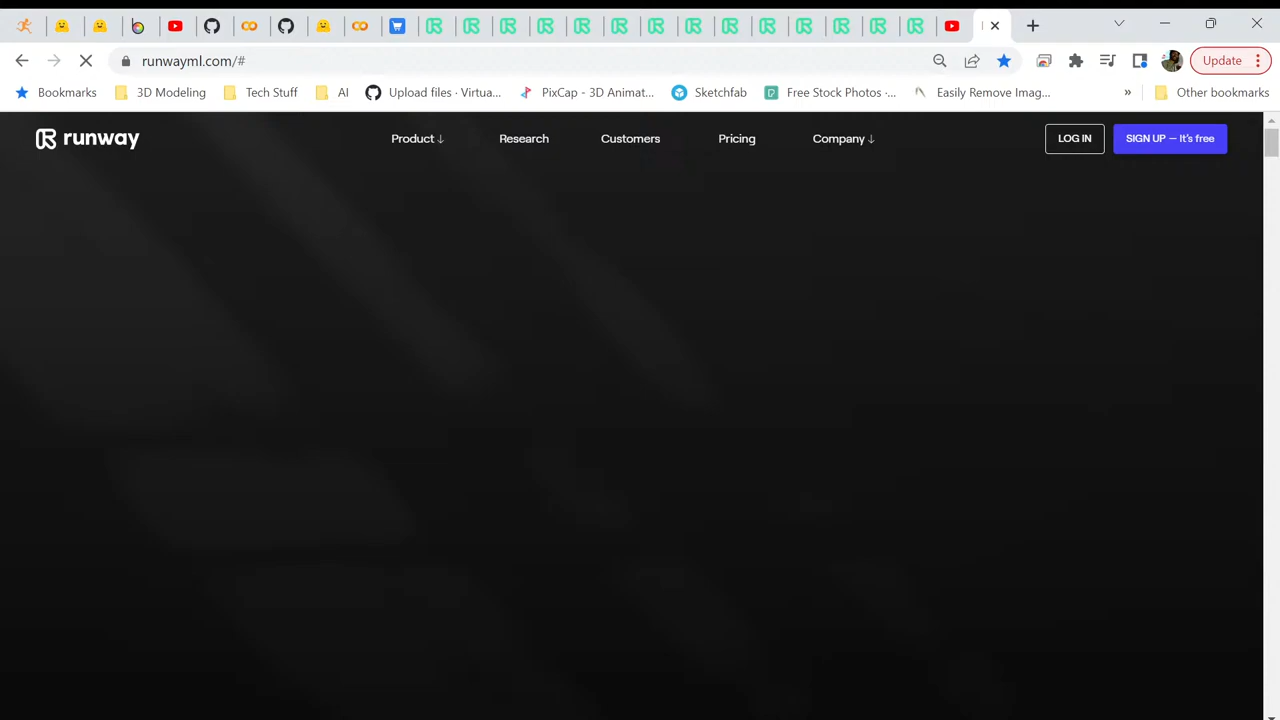 runwayml.com/#
Update
Bookmarks 3D Modeling Tech Stuff AI Upload files · Virtua... PixCap - 3D Animat... Sketchfab Free Stock Photos ·... Easily Remove Imag... » Other bookmarks
runway Product ↓ Research Customers Pricing Company ↓ LOG IN SIGN UP — It's free